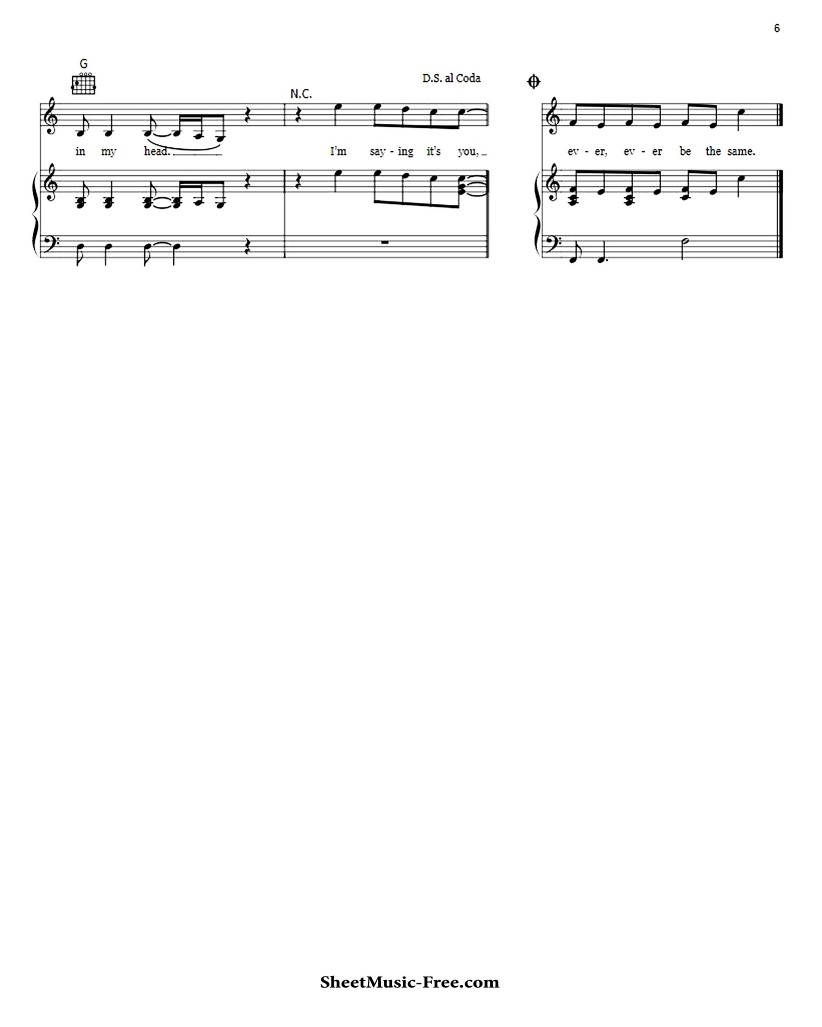 6
G
D.S. al Coda
N.C.
in my head. I'm say - ing it's you,
ev - er, ev - er be the same.
SheetMusic-Free.com